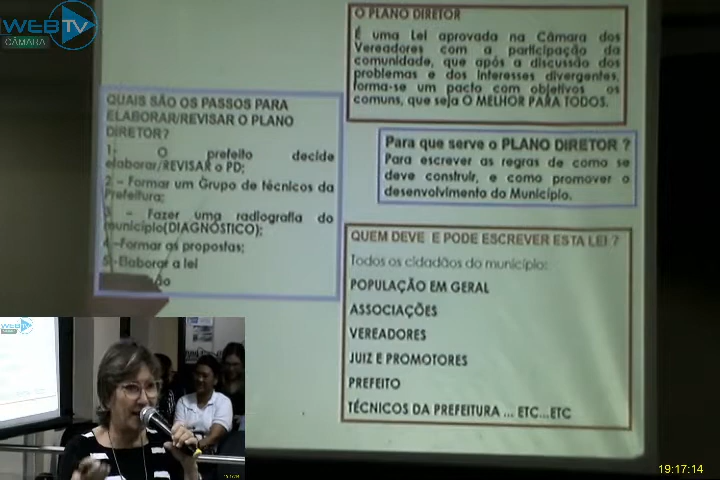 WEB TV
CÂMARA
O PLANO DIRETOR
É uma Lei aprovada na Câmara dos
Vereadores com a participação da
comunidade, que após a discussão dos
problemas e dos interesses divergentes,
forma-se um pacto com objetivos os
comuns, que seja O MELHOR PARA TODOS.
QUAIS SÃO OS PASSOS PARA
ELABORAR/REVISAR O PLANO
DIRETOR?
1- O prefeito decide
elaborar/REVISAR o PD;
2 – Formar um Grupo de técnicos da
Prefeitura;
3 – Fazer uma radiografia do
município(DIAGNÓSTICO);
4 –Formar as propostas;
5 -Elaborar a lei
Para que serve o PLANO DIRETOR ?
Para escrever as regras de como se
deve construir, e como promover o
desenvolvimento do Município.
QUEM DEVE E PODE ESCREVER ESTA LEI ?
Todos os cidadãos do município:
POPULAÇÃO EM GERAL
ASSOCIAÇÕES
VEREADORES
JUIZ E PROMOTORES
PREFEITO
TÉCNICOS DA PREFEITURA ... ETC...ETC
WEB TV
19:17:14